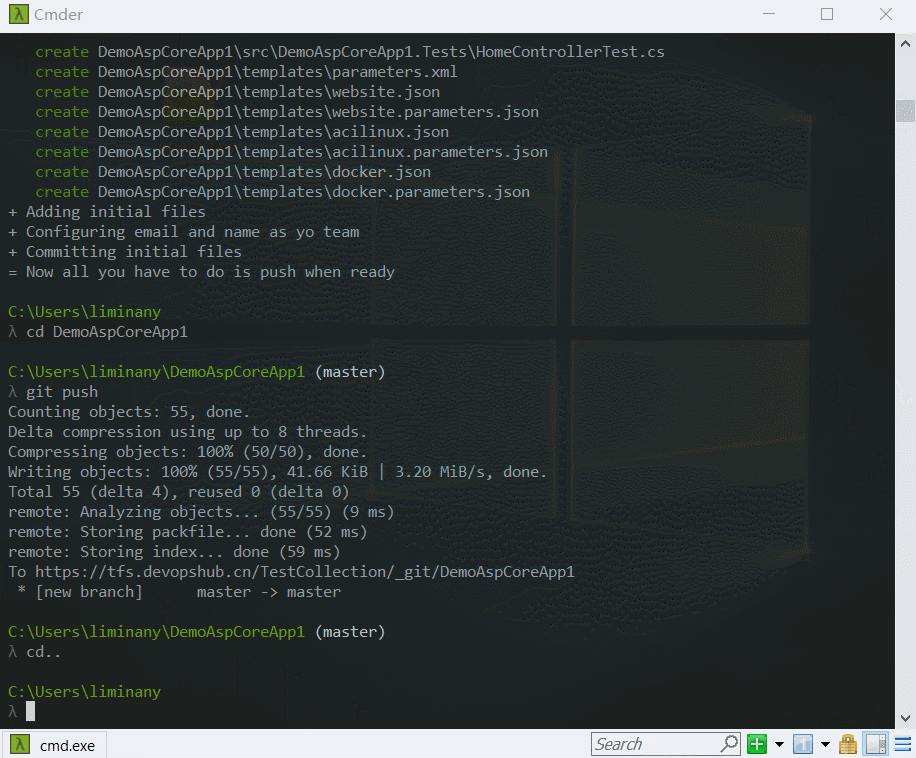 Cmder
create DemoAspCoreApp1\src\DemoAspCoreApp1.Tests\HomeControllerTest.cs
create DemoAspCoreApp1\templates\parameters.xml
create DemoAspCoreApp1\templates\website.json
create DemoAspCoreApp1\templates\website.parameters.json
create DemoAspCoreApp1\templates\acilinux.json
create DemoAspCoreApp1\templates\acilinux.parameters.json
create DemoAspCoreApp1\templates\docker.json
create DemoAspCoreApp1\templates\docker.parameters.json
+ Adding initial files
+ Configuring email and name as yo team
+ Committing initial files
= Now all you have to do is push when ready
C:\Users\liminany
λ cd DemoAspCoreApp1
C:\Users\liminany\DemoAspCoreApp1 (master)
λ git push
Counting objects: 55, done.
Delta compression using up to 8 threads.
Compressing objects: 100% (50/50), done.
Writing objects: 100% (55/55), 41.66 KiB | 3.20 MiB/s, done.
Total 55 (delta 4), reused 0 (delta 0)
remote: Analyzing objects... (55/55) (9 ms)
remote: Storing packfile... done (52 ms)
remote: Storing index... done (59 ms)
To https://tfs.devopshub.cn/TestCollection/_git/DemoAspCoreApp1
* [new branch]      master -> master
C:\Users\liminany\DemoAspCoreApp1 (master)
λ cd..
C:\Users\liminany
λ
cmd.exe
Search